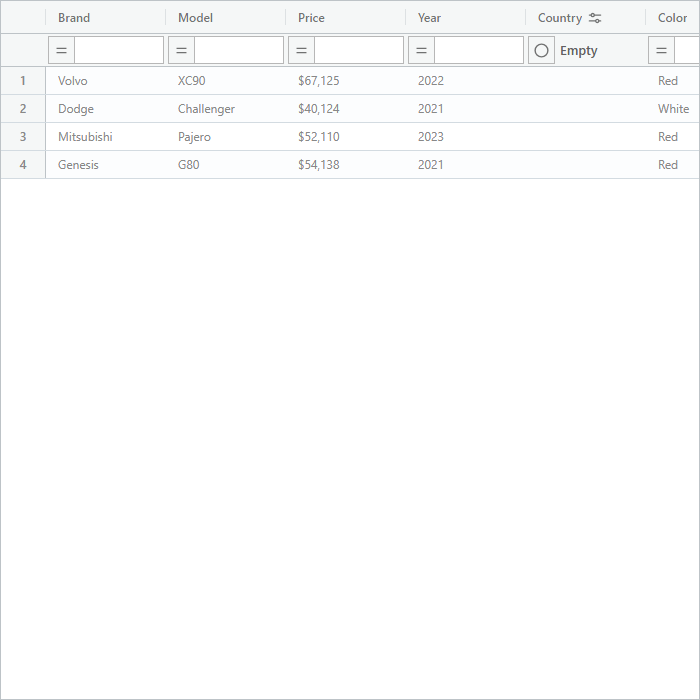 Brand Model Price Year Country Color
= = = = Empty =
1 Volvo XC90 $67,125 2022 Red
2 Dodge Challenger $40,124 2021 White
3 Mitsubishi Pajero $52,110 2023 Red
4 Genesis G80 $54,138 2021 Red